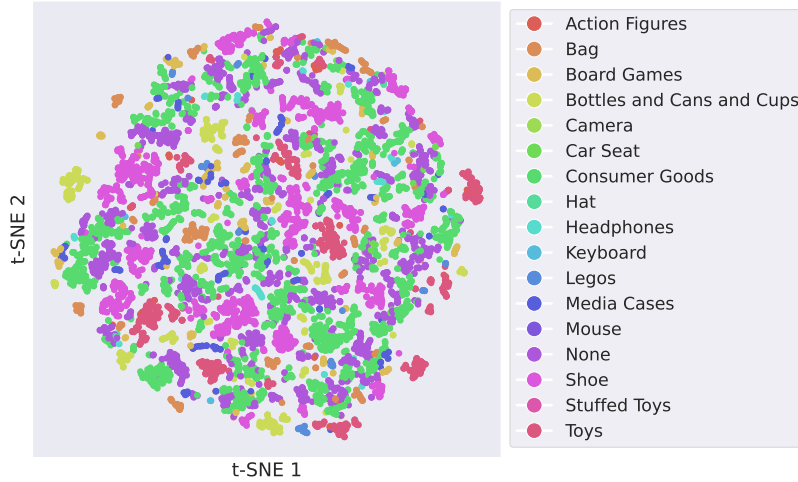 t-SNE 2
t-SNE 1
Action Figures
Bag
Board Games
Bottles and Cans and Cups
Camera
Car Seat
Consumer Goods
Hat
Headphones
Keyboard
Legos
Media Cases
Mouse
None
Shoe
Stuffed Toys
Toys